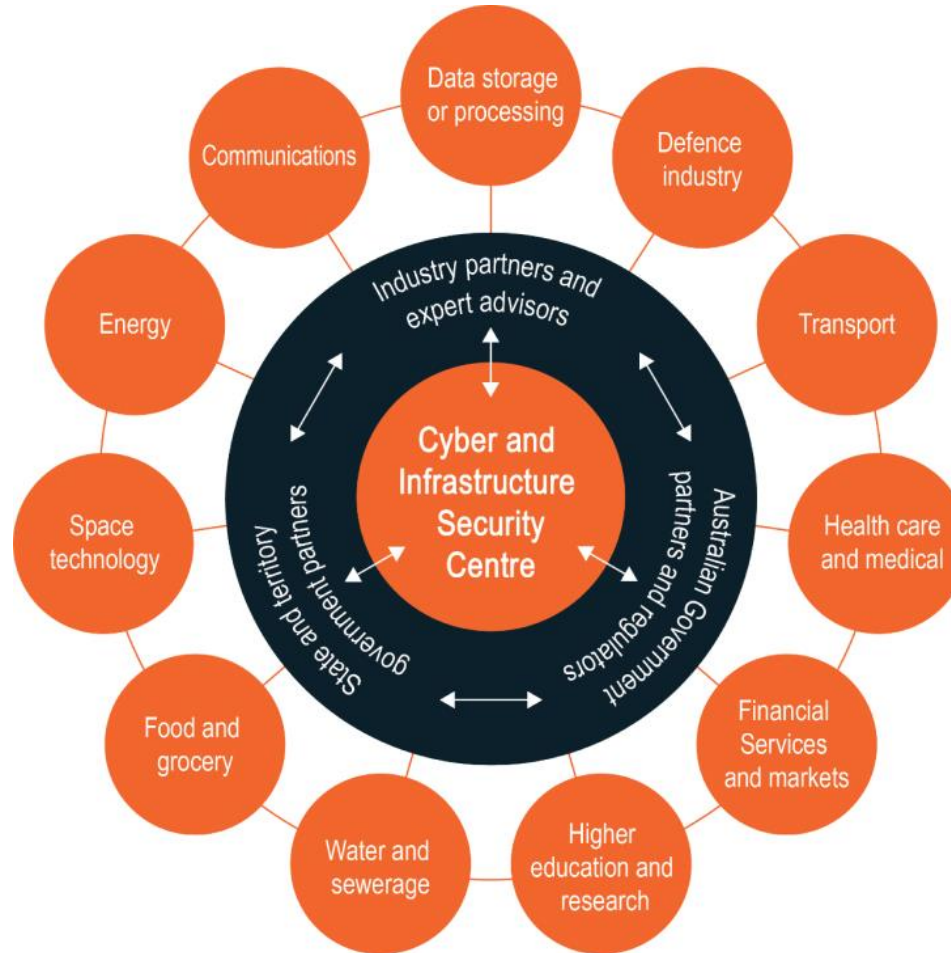 Data storage
or processing
Defence
industry
Transport
Health care
and medical
Financial
Services
and markets
Higher
education and
research
Water and
sewerage
Food and
grocery
Space
technology
Energy
Communications
Industry partners and
expert advisors
Australian Government
partners and regulators
State and territory
government partners
Cyber and
Infrastructure
Security
Centre